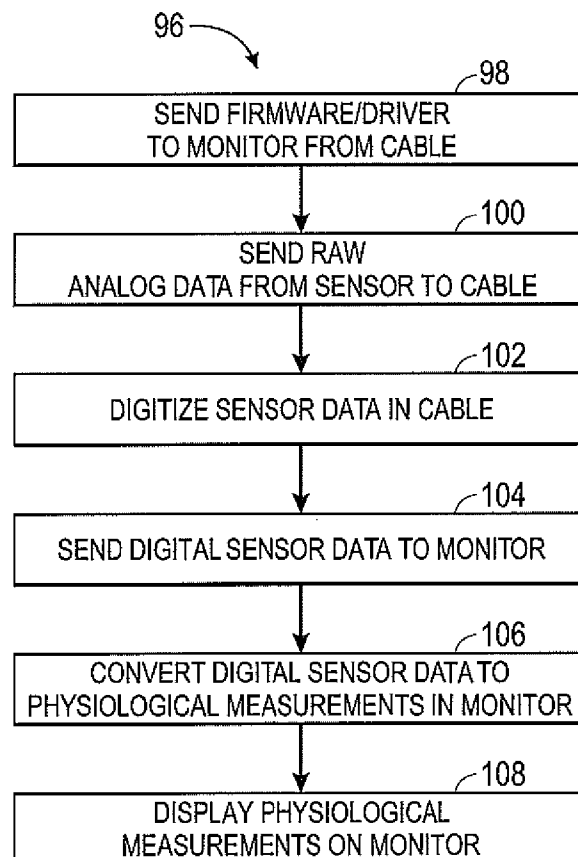 96
98
SEND FIRMWARE/DRIVER
TO MONITOR FROM CABLE
100
SEND RAW
ANALOG DATA FROM SENSOR TO CABLE
102
DIGITIZE SENSOR DATA IN CABLE
104
SEND DIGITAL SENSOR DATA TO MONITOR
106
CONVERT DIGITAL SENSOR DATA TO
PHYSIOLOGICAL MEASUREMENTS IN MONITOR
108
DISPLAY PHYSIOLOGICAL
MEASUREMENTS ON MONITOR